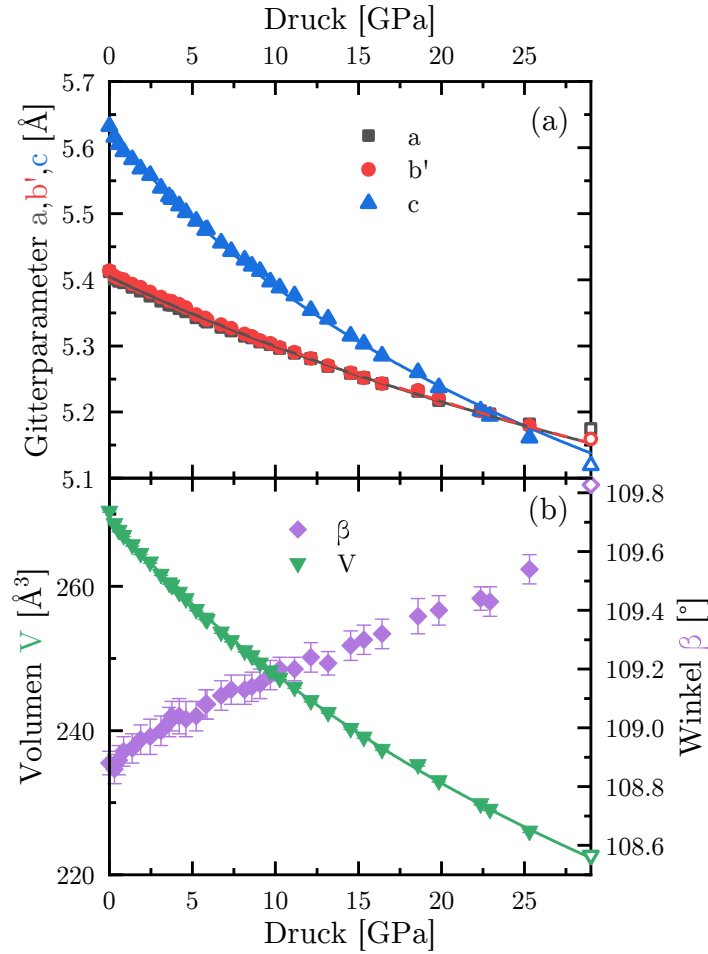 Druck [GPa]
0 5 10 15 20 25
5.7
5.6
5.5
5.4
5.3
5.2
5.1
Gitterparameter a,b',c [Å]
(a)
a
b'
c
260
240
220
Volumen V [Å³]
(b)
β
V
109.8
109.6
109.4
109.2
109.0
108.8
108.6
Winkel β [°]
0 5 10 15 20 25
Druck [GPa]